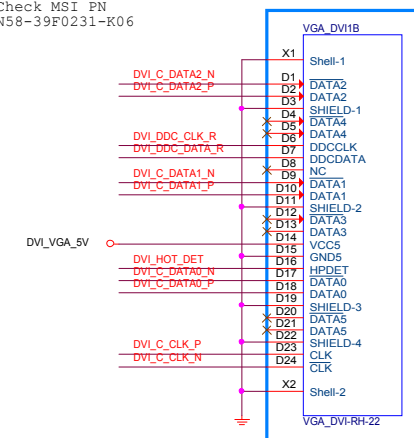 Check MSI PN
N58-39F0231-K06
VGA_DVI1B
X1 Shell-1
DVI_C_DATA2_N D1 DATA2
DVI_C_DATA2_P D2 DATA2
D3 SHIELD-1
D4 DATA4
D5 DATA4
DVI_DDC_CLK_R D6 DDCCLK
DVI_DDC_DATA_R D7 DDCDATA
D8 NC
DVI_C_DATA1_N D9 DATA1
DVI_C_DATA1_P D10 DATA1
D11 SHIELD-2
D12 DATA3
D13 DATA3
DVI_VGA_5V D14 VCC5
D15 GND5
DVI_HOT_DET D16 HPDET
DVI_C_DATA0_N D17 DATA0
DVI_C_DATA0_P D18 DATA0
D19 SHIELD-3
D20 DATA5
D21 DATA5
D22 SHIELD-4
DVI_C_CLK_P D23 CLK
DVI_C_CLK_N D24 CLK
X2 Shell-2
VGA_DVI-RH-22